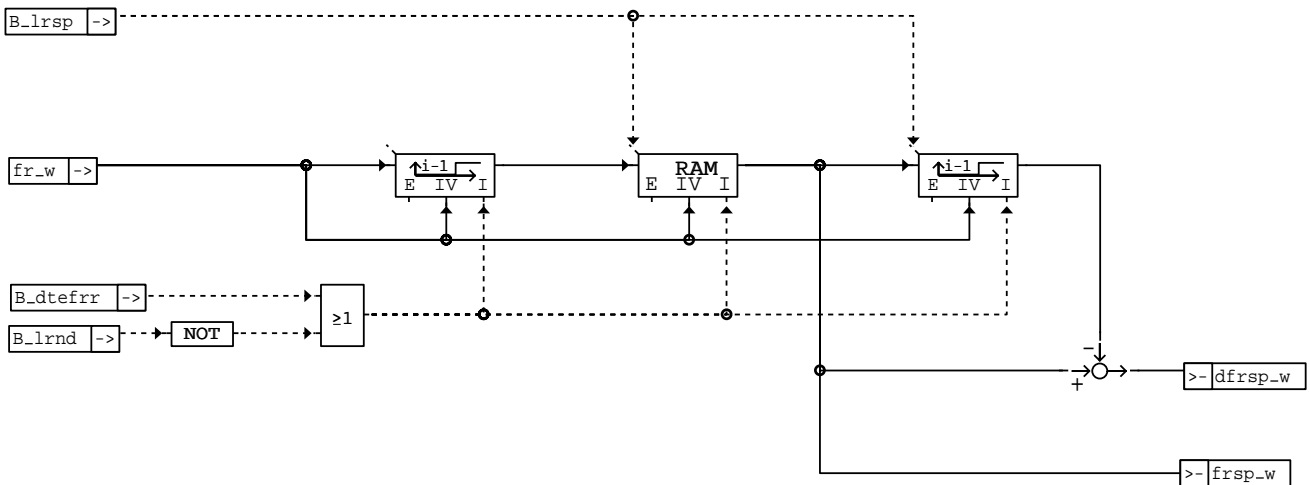 B_lrsp ->
fr_w ->
i-1
E IV I
RAM
E IV I
i-1
E IV I
B_dtefrr ->
≥1
B_lrnd ->
NOT
−
+
>- dfrsp_w
>- frsp_w